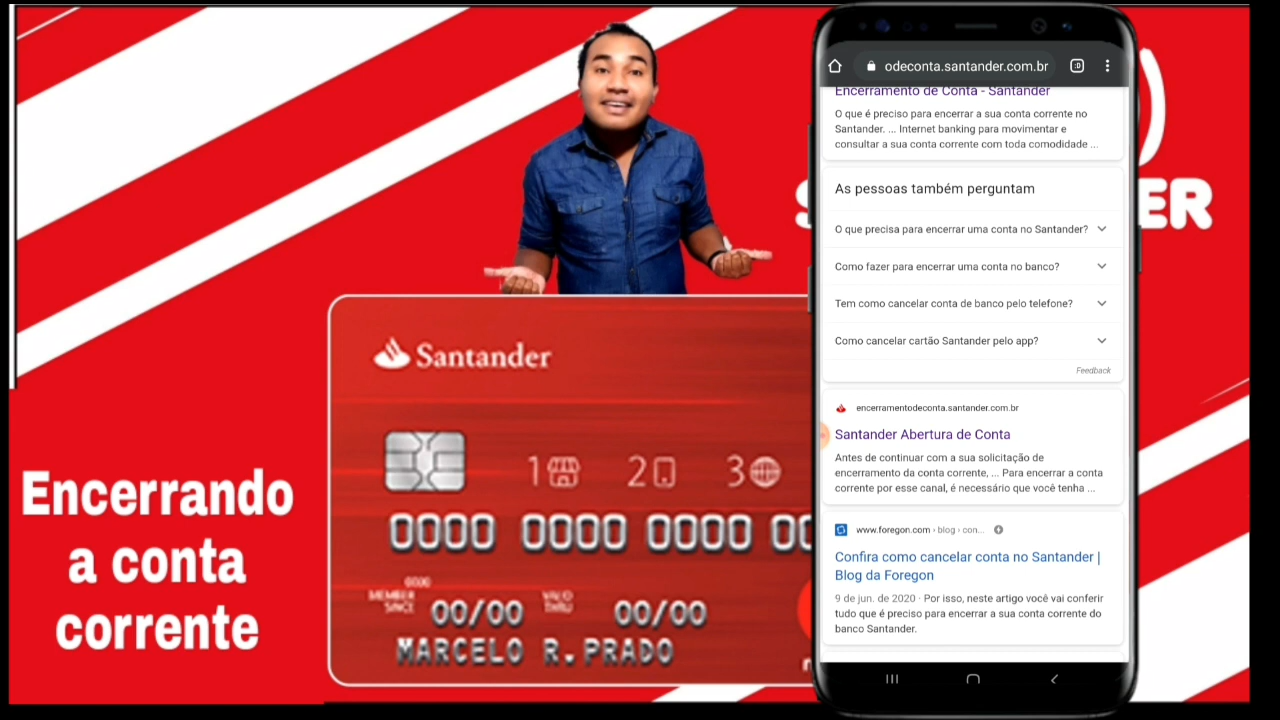 Encerrando
a conta
corrente
Santander
1 2 3
0000 0000 0000
0000
MEMBER SINCE 00/00 VALID THRU 00/00
MARCELO R. PRADO
ER
odeconta.santander.com.br
:D
Encerramento de Conta - Santander
O que é preciso para encerrar a sua conta corrente no
Santander. ... Internet banking para movimentar e
consultar a sua conta corrente com toda comodidade ...
As pessoas também perguntam
O que precisa para encerrar uma conta no Santander?
Como fazer para encerrar uma conta no banco?
Tem como cancelar conta de banco pelo telefone?
Como cancelar cartão Santander pelo app?
Feedback
encerramentodeconta.santander.com.br
Santander Abertura de Conta
Antes de continuar com a sua solicitação de
encerramento da conta corrente, ... Para encerrar a conta
corrente por esse canal, é necessário que você tenha ...
www.foregon.com › blog › con...
Confira como cancelar conta no Santander |
Blog da Foregon
9 de jun. de 2020 · Por isso, neste artigo você vai conferir
tudo que é preciso para encerrar a sua conta corrente do
banco Santander.